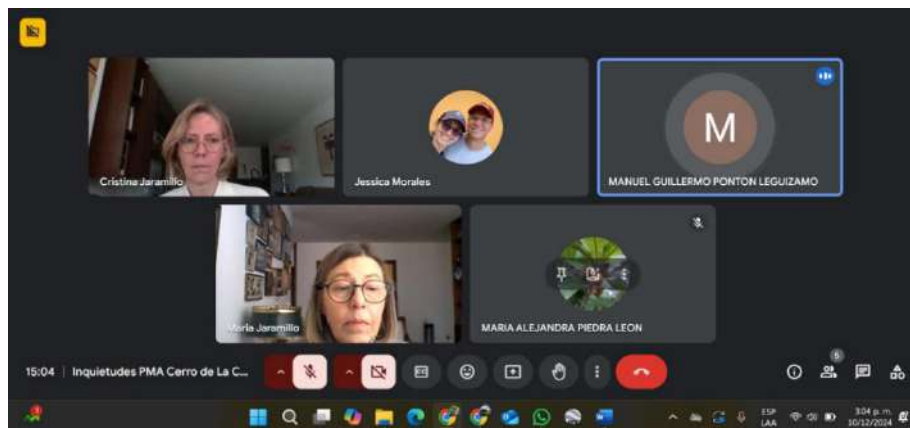 Cristina Jaramillo
Jessica Morales
M
MANUEL GUILLERMO PONTON LEGUIZAMO
Maria Jaramillo
MARIA ALEJANDRA PIEDRA LEON
15:04 | Inquietudes PMA Cerro de La C...
6
ESP
LAA
3:04 p. m.
10/12/2024